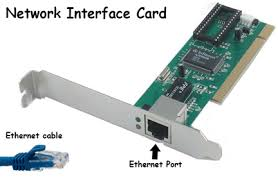 Network Interface Card
Ethernet cable
Ethernet Port